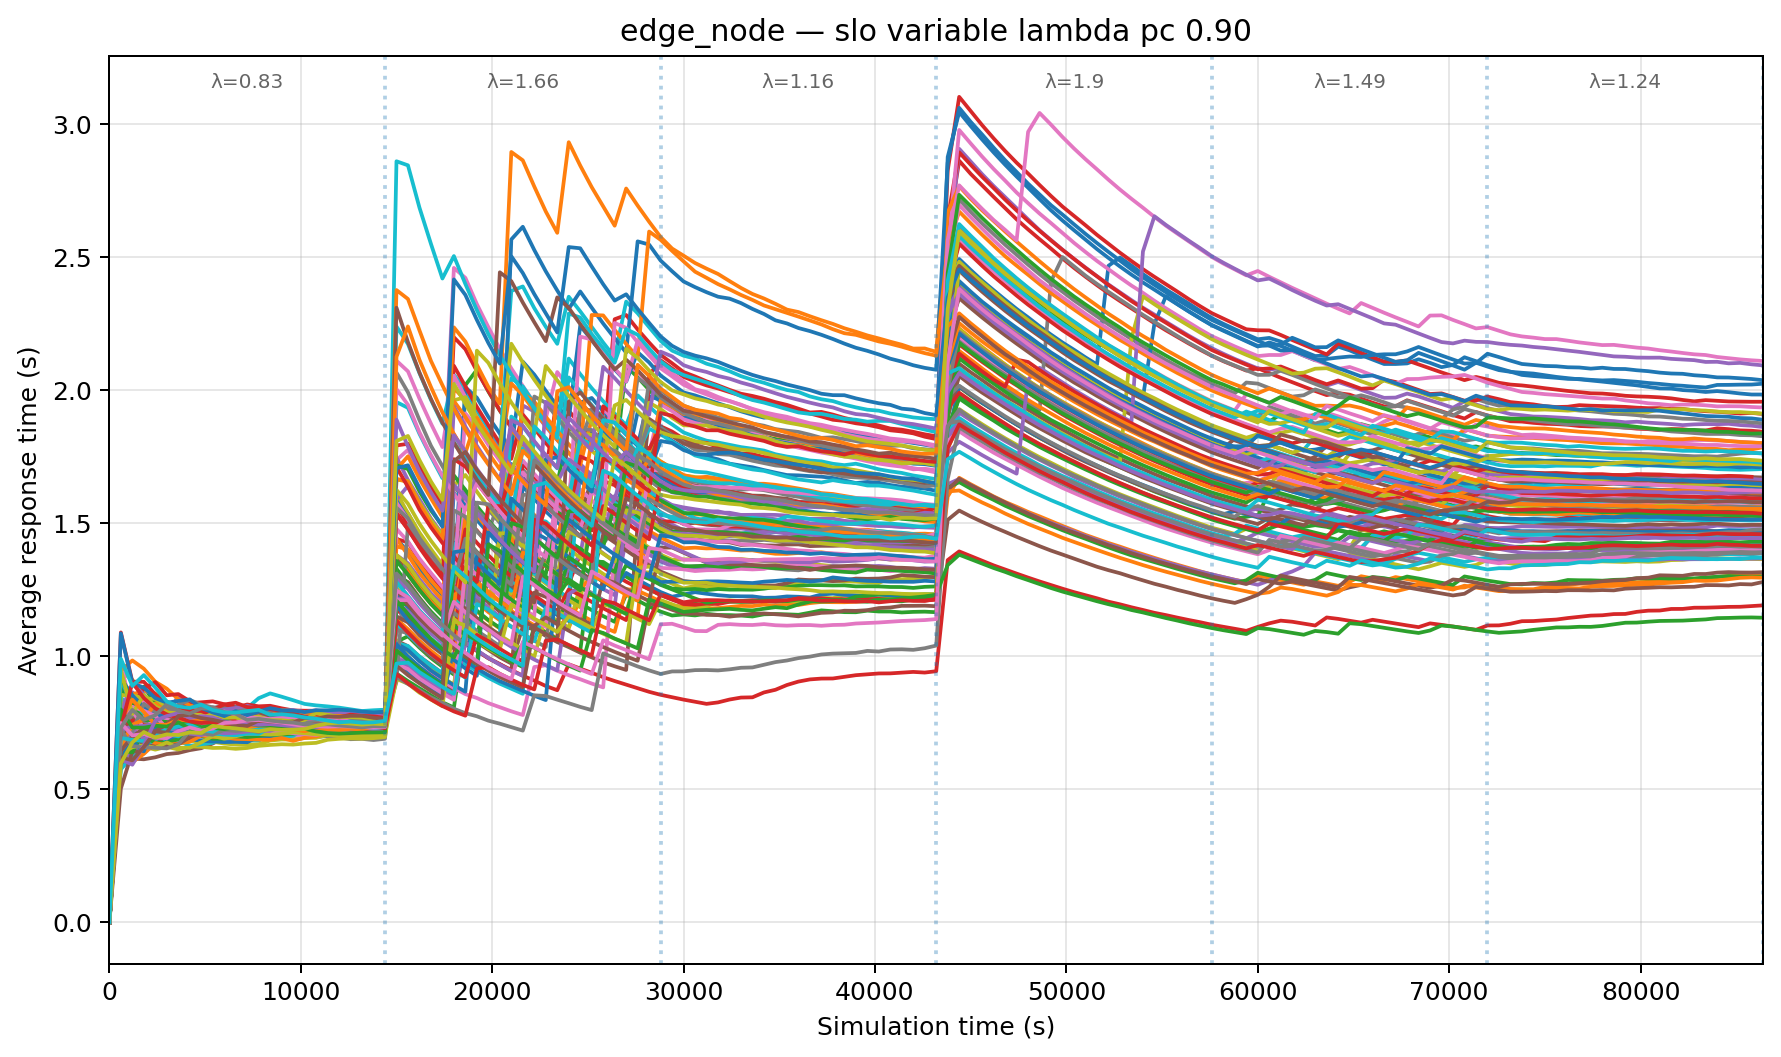 edge_node — slo variable lambda pc 0.90
λ=0.83
λ=1.66
λ=1.16
λ=1.9
λ=1.49
λ=1.24
Average response time (s)
3.0
2.5
2.0
1.5
1.0
0.5
0.0
0
10000
20000
30000
40000
50000
60000
70000
80000
Simulation time (s)